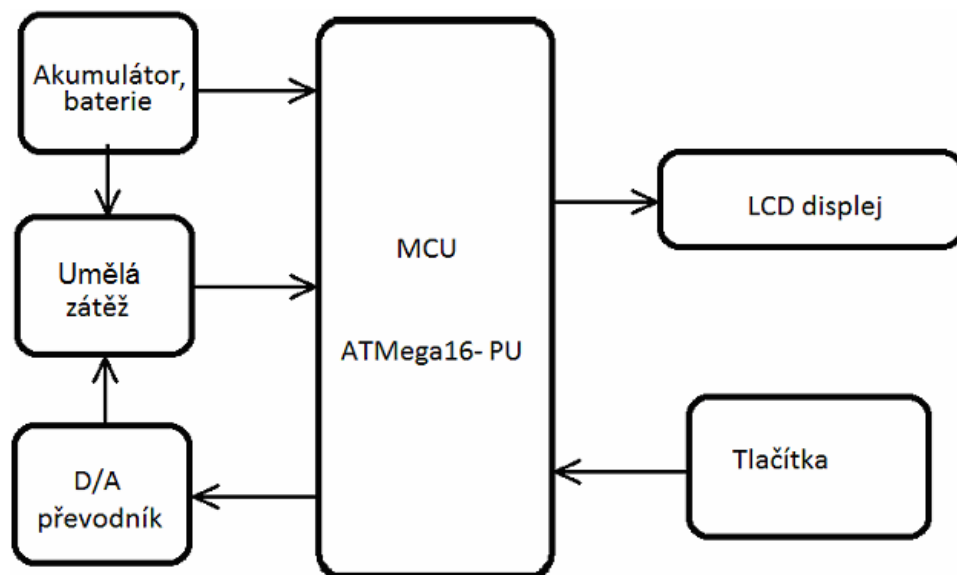 Akumulátor,
baterie
Umělá
zátěž
D/A
převodník
MCU
ATMega16- PU
LCD displej
Tlačítka